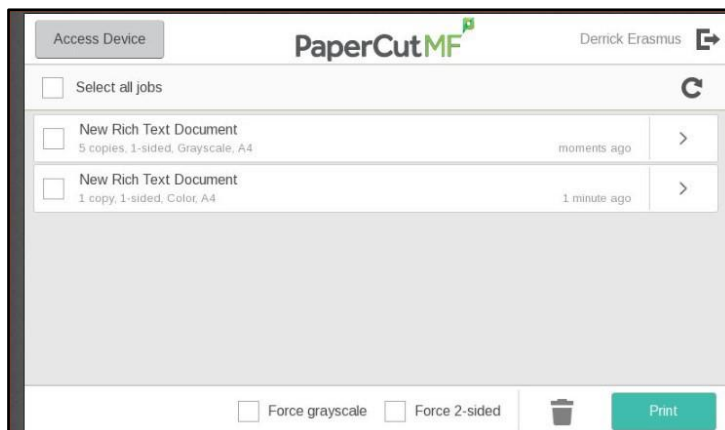 Access Device
PaperCutMF
Derrick Erasmus
Select all jobs
New Rich Text Document
5 copies, 1-sided, Grayscale, A4
moments ago
New Rich Text Document
1 copy, 1-sided, Color, A4
1 minute ago
Force grayscale
Force 2-sided
Print